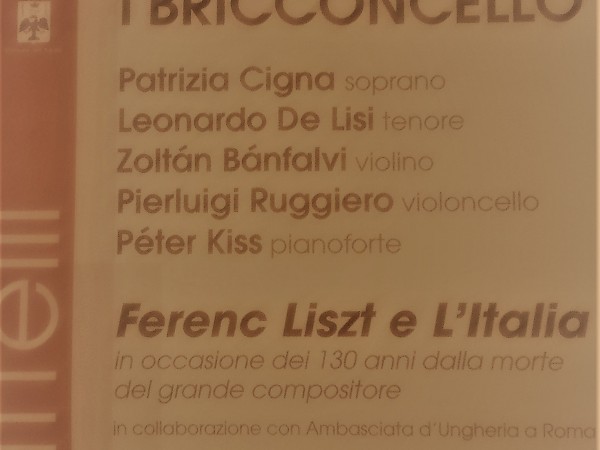 I BRICCONCELLO
Patrizia Cigna soprano
Leonardo De Lisi tenore
Zoltán Bánfalvi violino
Pierluigi Ruggiero violoncello
Péter Kiss pianoforte
Ferenc Liszt e L'Italia
in occasione dei 130 anni dalla morte
del grande compositore
in collaborazione con Ambasciata d'Ungheria a Roma